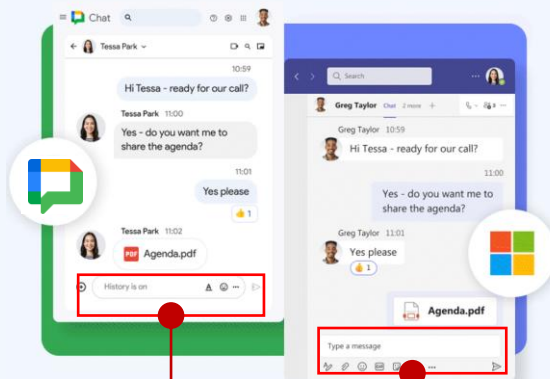 Chat
Tessa Park
10:59
Hi Tessa - ready for our call?
Tessa Park 11:00
Yes - do you want me to
share the agenda?
11:01
Yes please
1
Tessa Park 11:02
PDF Agenda.pdf
History is on
Search
Greg Taylor Chat 2 more +
Greg Taylor 10:59
Hi Tessa - ready for our call?
11:00
Yes - do you want me to
share the agenda?
Greg Taylor 11:01
Yes please
1
Agenda.pdf
Type a message